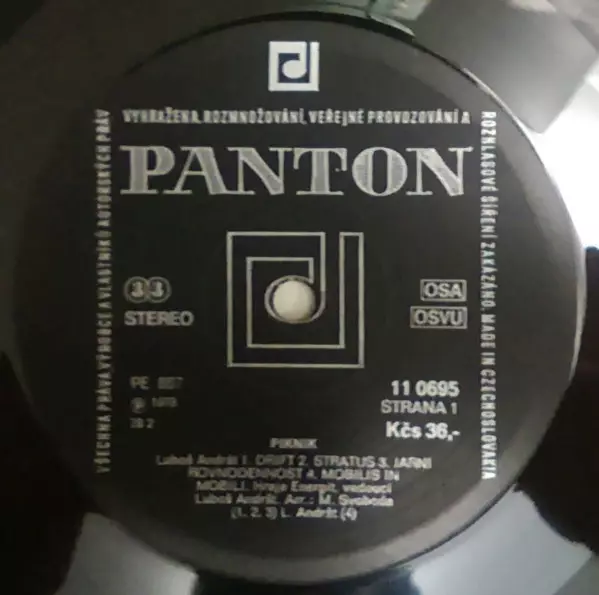 VYHRAŽENA, ROZMNOŽOVÁNÍ, VEŘEJNÉ PROVOZOVÁNÍ A
ROZHLASOVÉ ŠÍŘENÍ ZAKÁZÁNO, MADE IN CZECHOSLOVAKIA
VŠECHNA PRÁVA, VÝROBCE A VLASTNÍKŮ AUTORSKÝCH PRÁV
PANTON
33
STEREO
OSA
OSVU
PE
℗
11 0695
STRANA 1
Kčs 36,-
PIKNIK
Luboš Andršt 1. DRIFT 2. STRATUS 3. JARNÍ
ROVNODENNOST 4. MOBILIS IN
MOBILI. Hraje Energit, vedoucí
Luboš Andršt. Arr.: M. Svoboda
(1, 2, 3) L. Andršt (4)